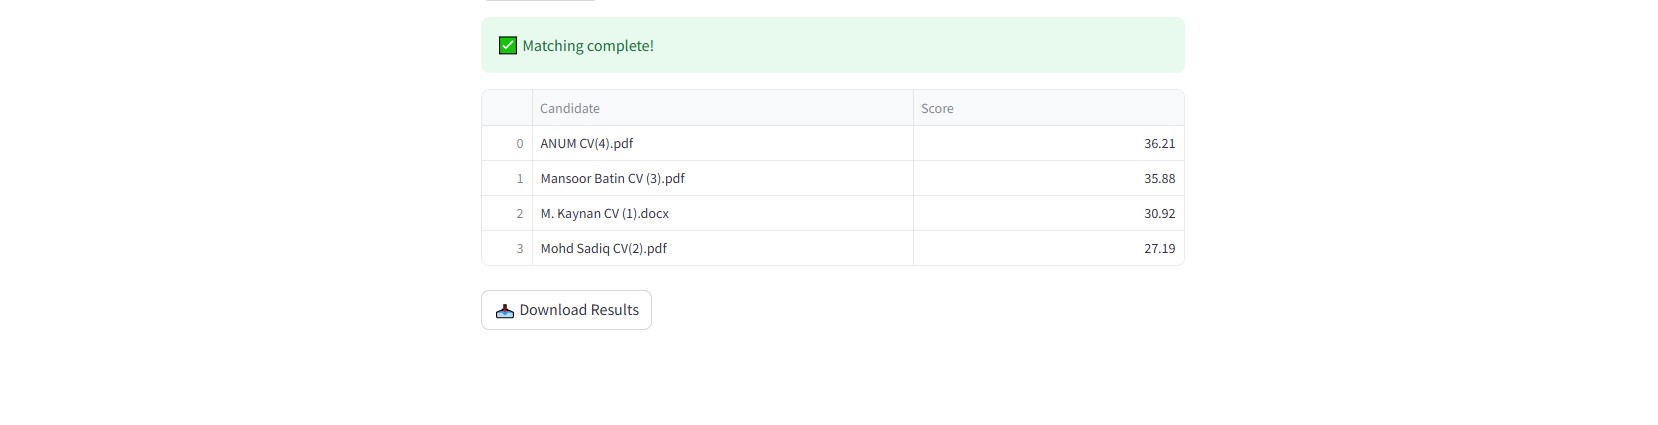 ✅ Matching complete!
Candidate Score
0 ANUM CV(4).pdf 36.21
1 Mansoor Batin CV (3).pdf 35.88
2 M. Kaynan CV (1).docx 30.92
3 Mohd Sadiq CV(2).pdf 27.19
📥 Download Results